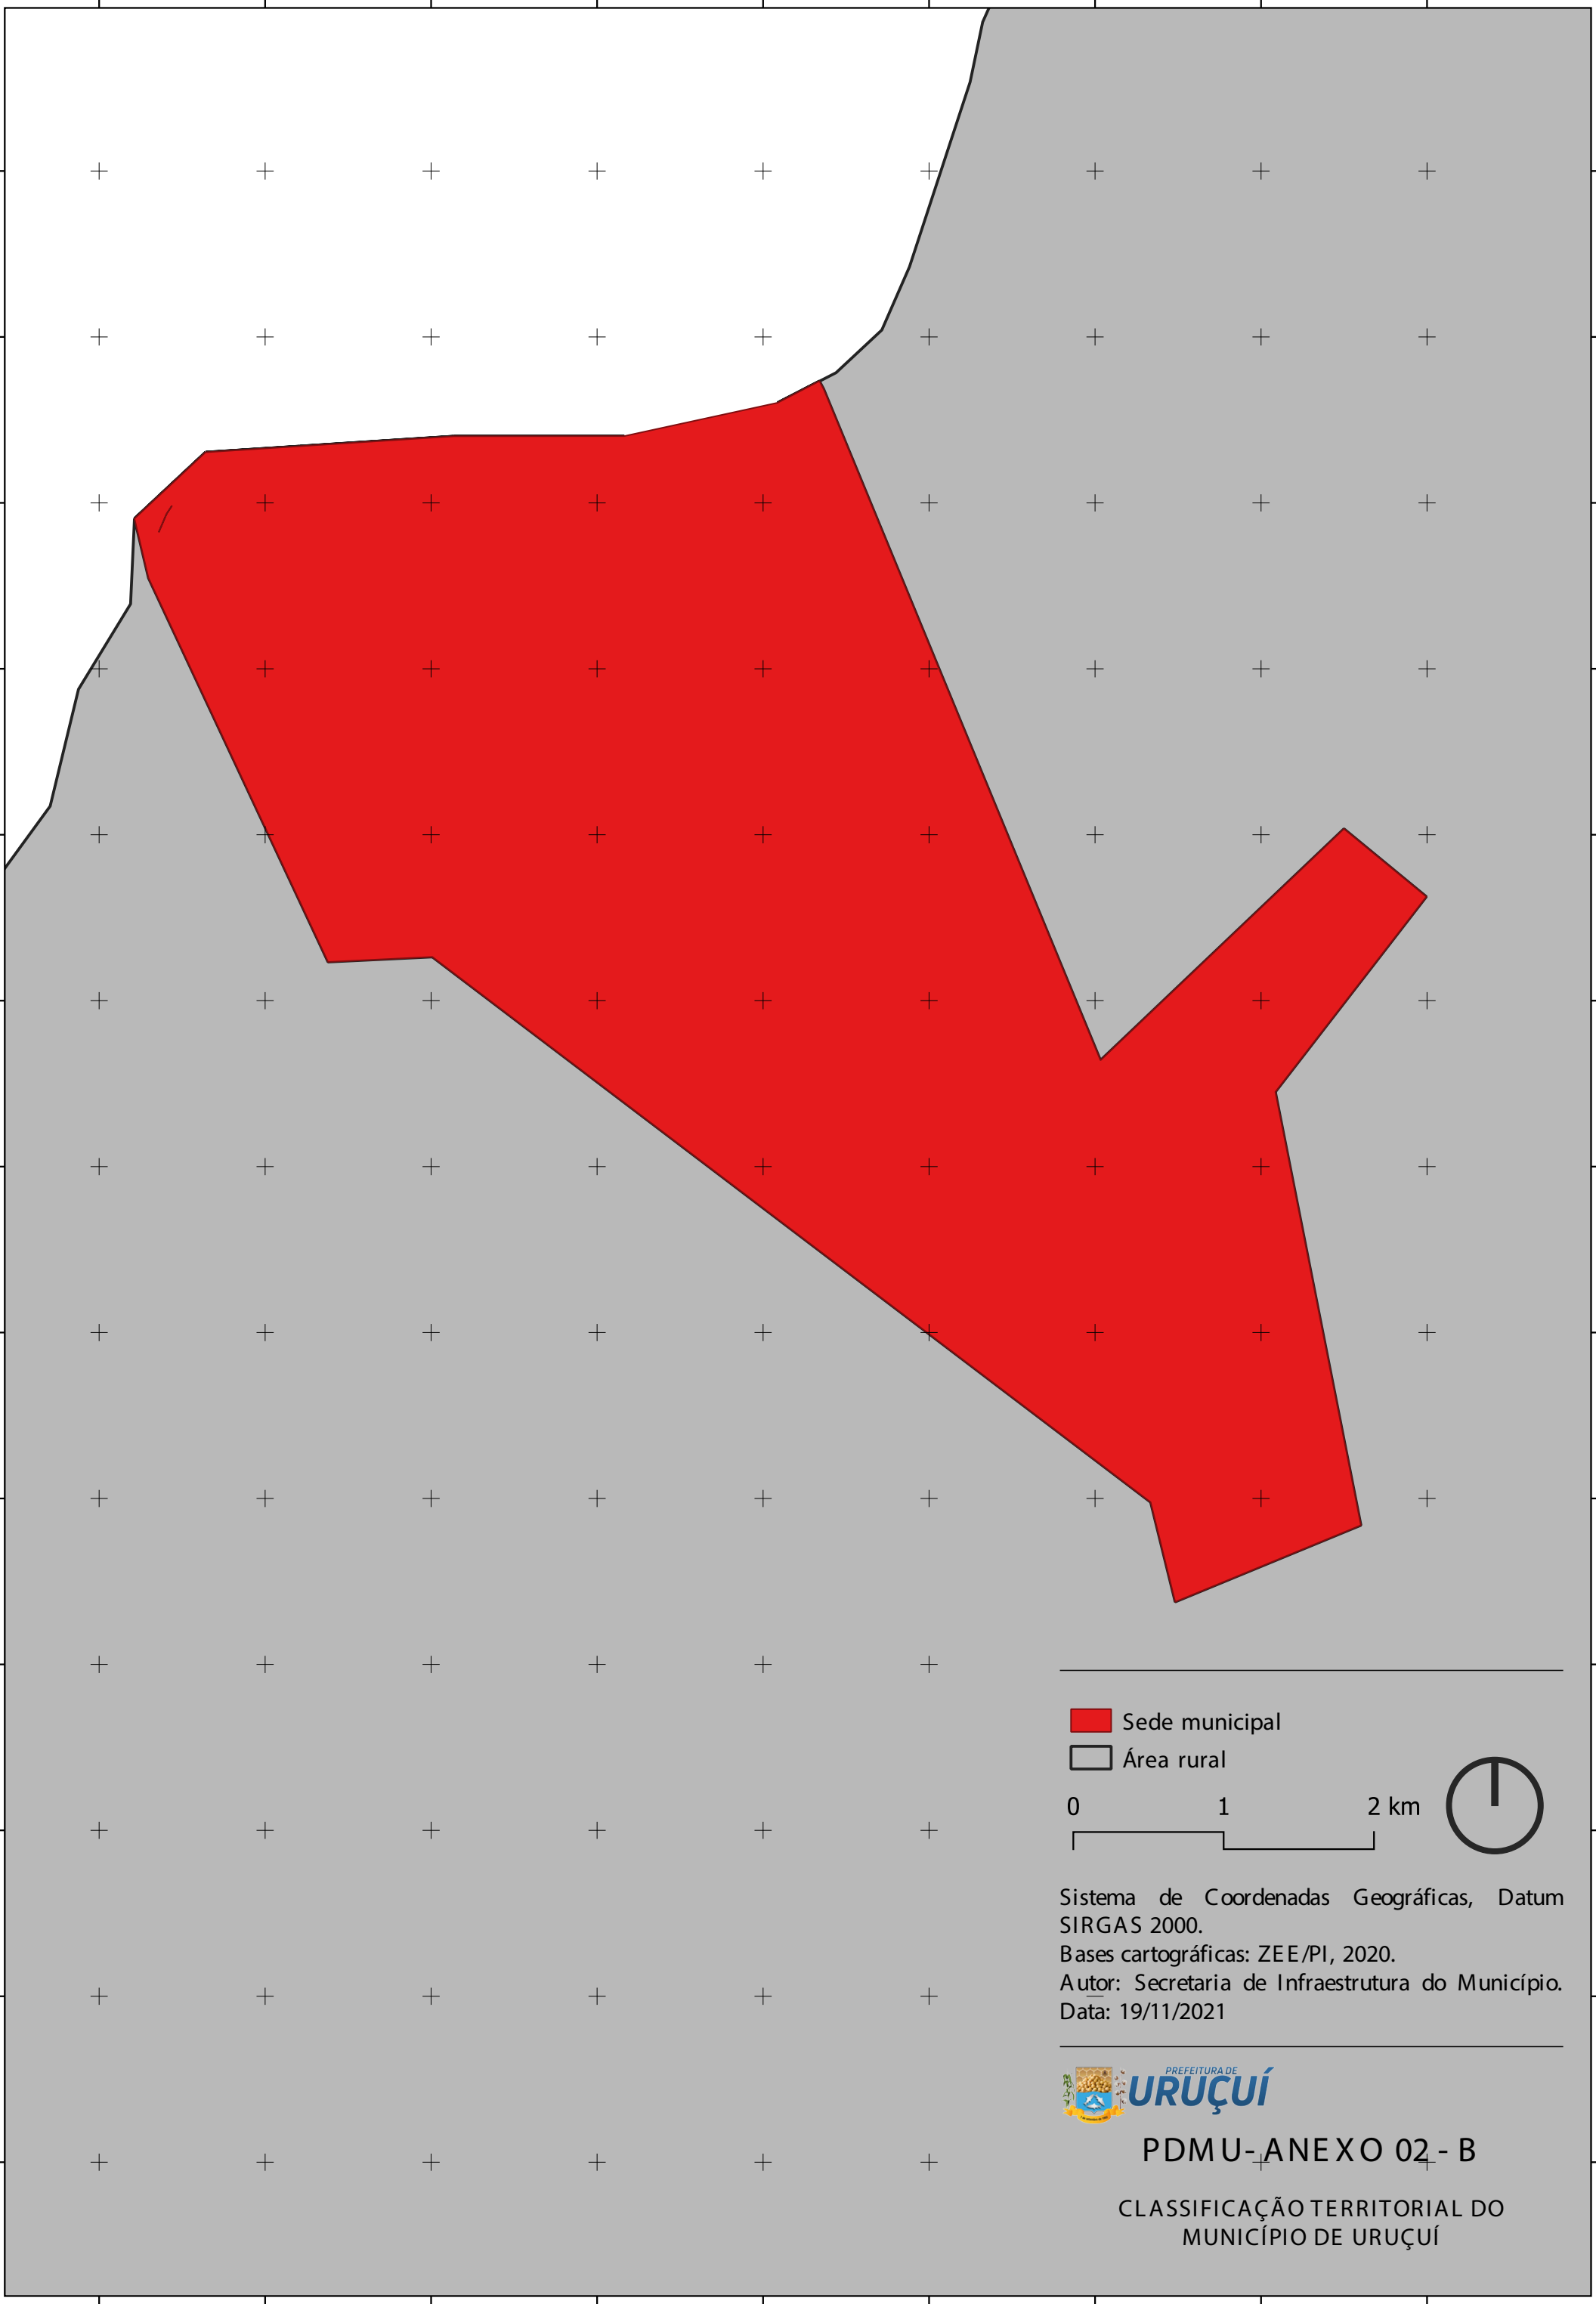 Sede municipal
Área rural
0 1 2 km
Sistema de Coordenadas Geográficas, Datum
SIRGAS 2000.
Bases cartográficas: ZEE/PI, 2020.
Autor: Secretaria de Infraestrutura do Município.
Data: 19/11/2021
PREFEITURA DE
URUÇUÍ
PDMU-ANEXO 02 - B
CLASSIFICAÇÃO TERRITORIAL DO
MUNICÍPIO DE URUÇUÍ